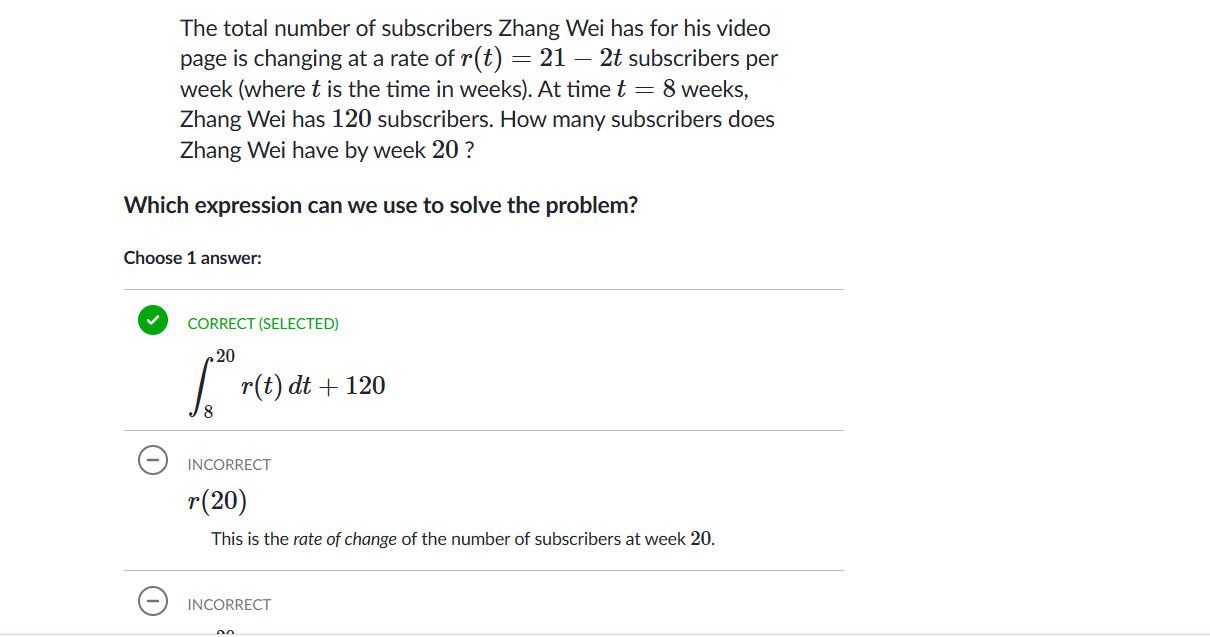 The total number of subscribers Zhang Wei has for his video
page is changing at a rate of r(t) = 21 − 2t subscribers per
week (where t is the time in weeks). At time t = 8 weeks,
Zhang Wei has 120 subscribers. How many subscribers does
Zhang Wei have by week 20 ?
Which expression can we use to solve the problem?
Choose 1 answer:
CORRECT (SELECTED)
∫₈²⁰ r(t) dt + 120
INCORRECT
r(20)
This is the rate of change of the number of subscribers at week 20.
INCORRECT